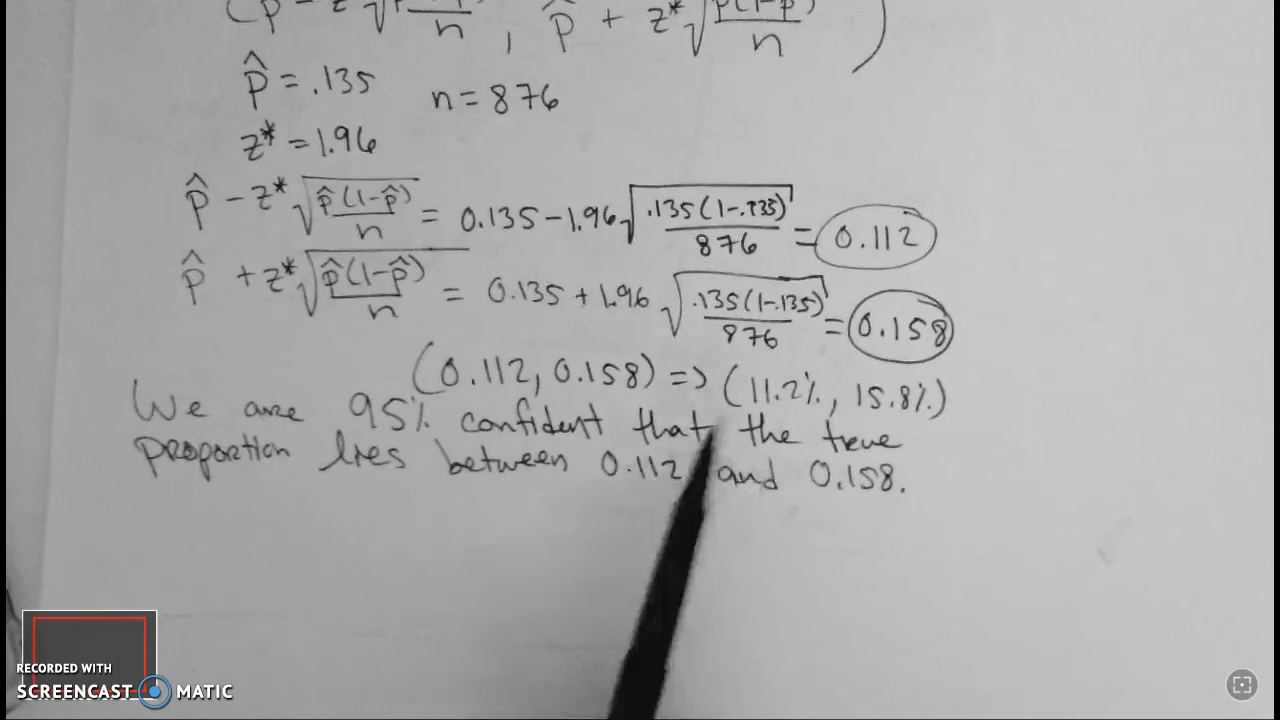 (p̂ - z*√p̂(1-p̂)/n , p̂ + z*√p̂(1-p̂)/n)
p̂ = .135 n = 876
z* = 1.96
p̂ - z*√p̂(1-p̂)/n = 0.135 - 1.96√.135(1-.135)/876 = 0.112
p̂ + z*√p̂(1-p̂)/n = 0.135 + 1.96√.135(1-.135)/876 = 0.158
(0.112, 0.158) => (11.2%, 15.8%)
We are 95% confident that the true
proportion lies between 0.112 and 0.158.
RECORDED WITH
SCREENCAST MATIC